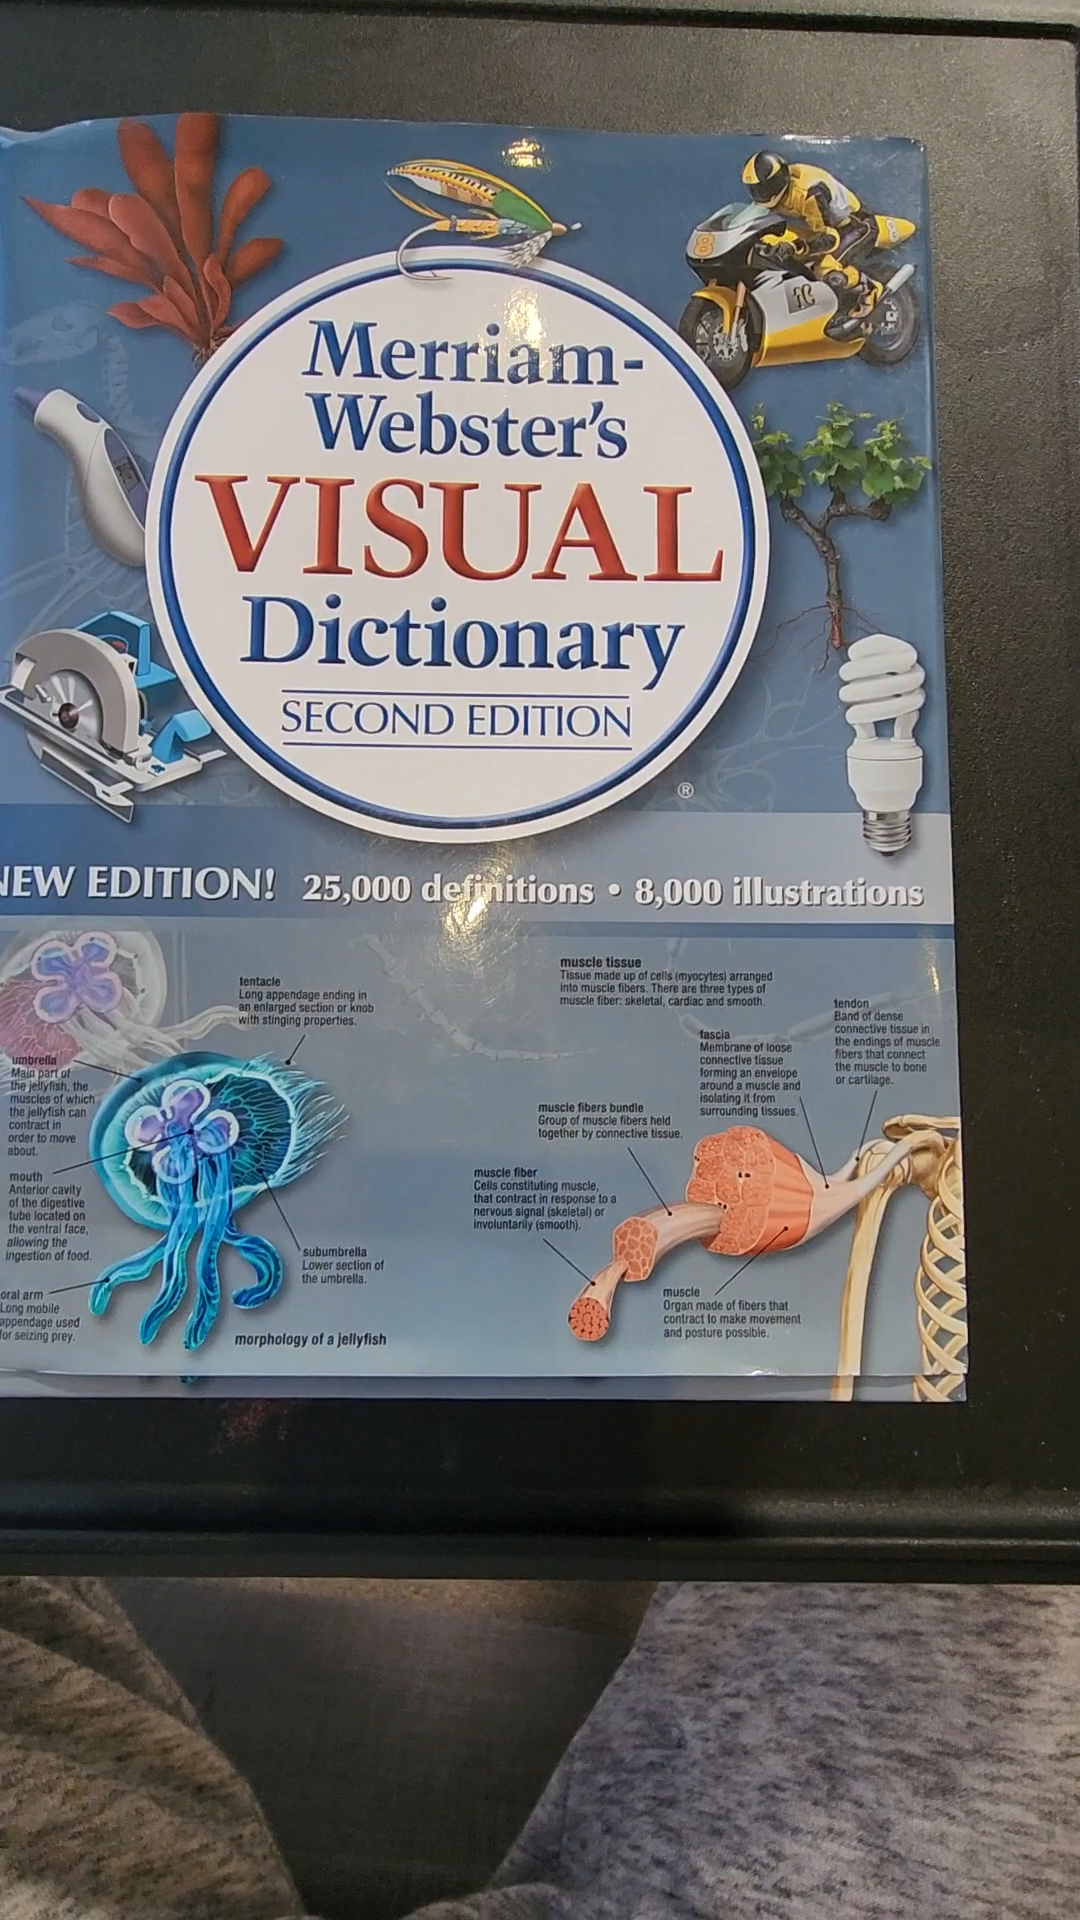 8
Merriam-
Webster's
VISUAL
Dictionary
SECOND EDITION
®
NEW EDITION! 25,000 definitions • 8,000 illustrations
tentacle
Long appendage ending in
an enlarged section or knob
with stinging properties.
umbrella
Main part of
the jellyfish, the
muscles of which
the jellyfish can
contract in
order to move
about.
mouth
Anterior cavity
of the digestive
tube located on
the ventral face,
allowing the
ingestion of food.
oral arm
Long mobile
appendage used
for seizing prey.
subumbrella
Lower section of
the umbrella.
morphology of a jellyfish
muscle tissue
Tissue made up of cells (myocytes) arranged
into muscle fibers. There are three types of
muscle fiber: skeletal, cardiac and smooth.
tendon
Band of dense
connective tissue in
the endings of muscle
fibers that connect
the muscle to bone
or cartilage.
fascia
Membrane of loose
connective tissue
forming an envelope
around a muscle and
isolating it from
surrounding tissues.
muscle fibers bundle
Group of muscle fibers held
together by connective tissue.
muscle fiber
Cells constituting muscle,
that contract in response to a
nervous signal (skeletal) or
involuntarily (smooth).
muscle
Organ made of fibers that
contract to make movement
and posture possible.